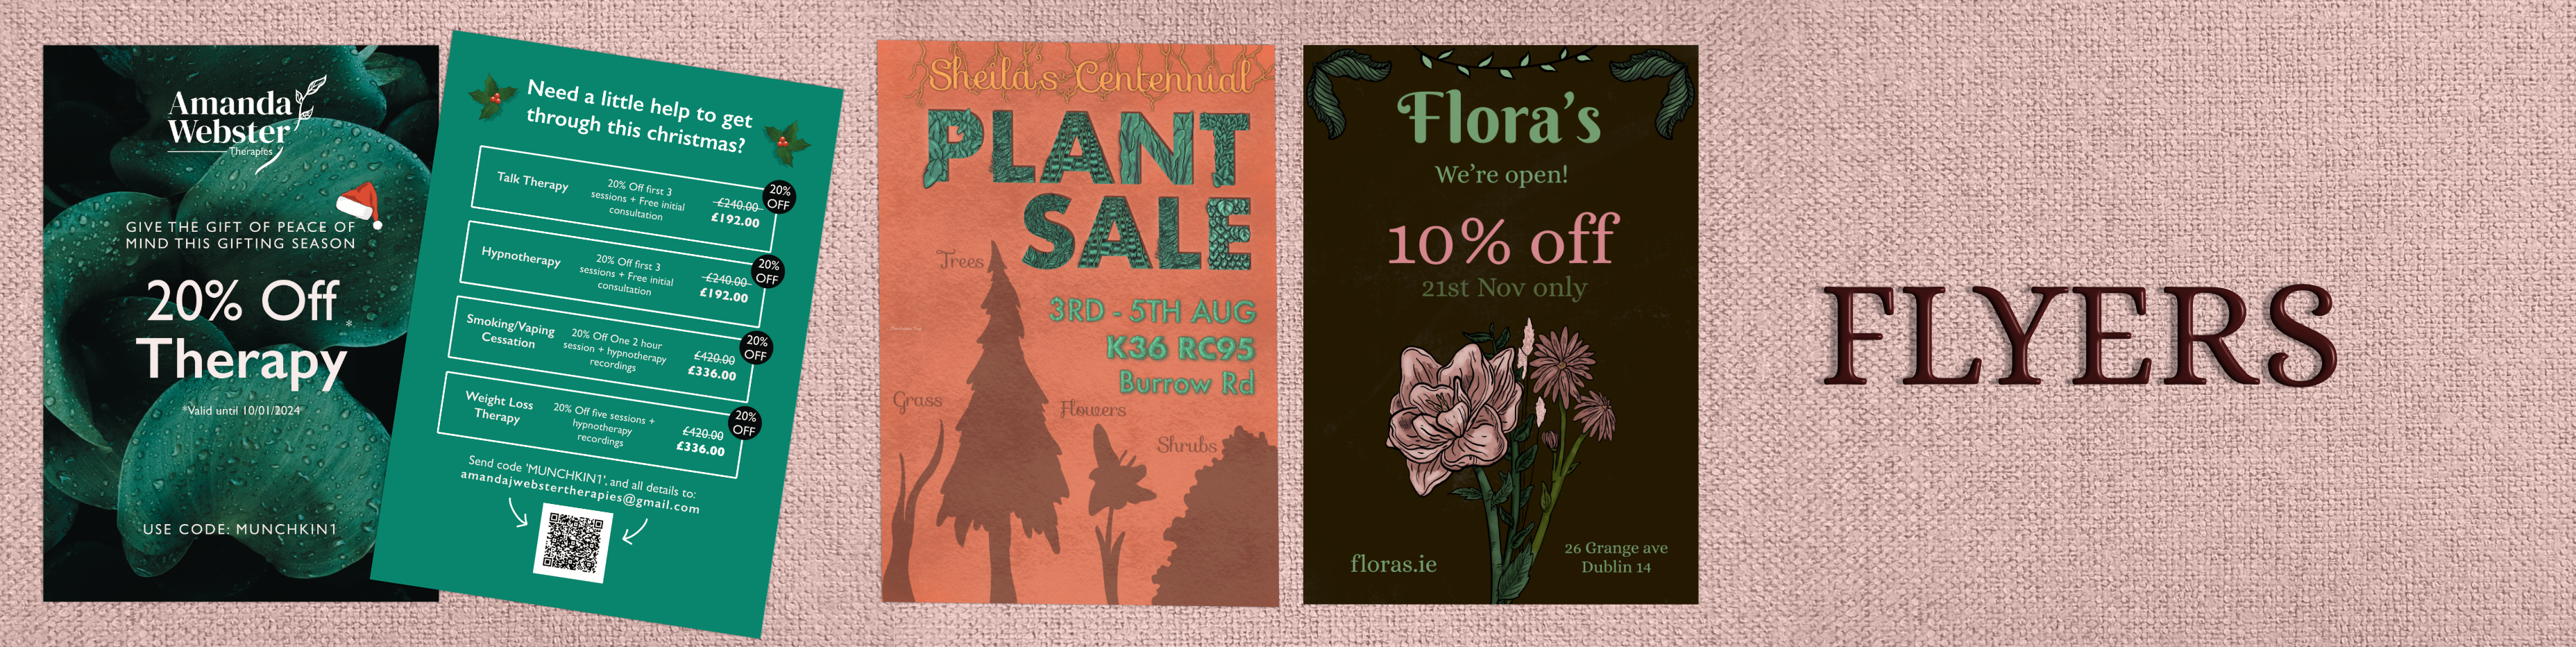 Amanda
Webster
Therapies
GIVE THE GIFT OF PEACE OF
MIND THIS GIFTING SEASON
20% Off
*
Therapy
*Valid until 10/01/2024
USE CODE: MUNCHKIN1
Need a little help to get
through this christmas?
Talk Therapy
20% Off first 3
sessions + Free initial
consultation
£240.00
£192.00
20%
OFF
Hypnotherapy
20% Off first 3
sessions + Free initial
consultation
£240.00
£192.00
20%
OFF
Smoking/Vaping
Cessation
20% Off One 2 hour
session + hypnotherapy
recordings
£420.00
£336.00
20%
OFF
Weight Loss
Therapy
20% Off five sessions +
hypnotherapy
recordings
£420.00
£336.00
20%
OFF
Send code 'MUNCHKIN1', and all details to:
amandajwebstertherapies@gmail.com
Sheila's Centennial
PLANT
SALE
Trees
3RD - 5TH AUG
K36 RC95
Burrow Rd
Grass
Flowers
Shrubs
Flora's
We're open!
10% off
21st Nov only
floras.ie
26 Grange ave
Dublin 14
FLYERS